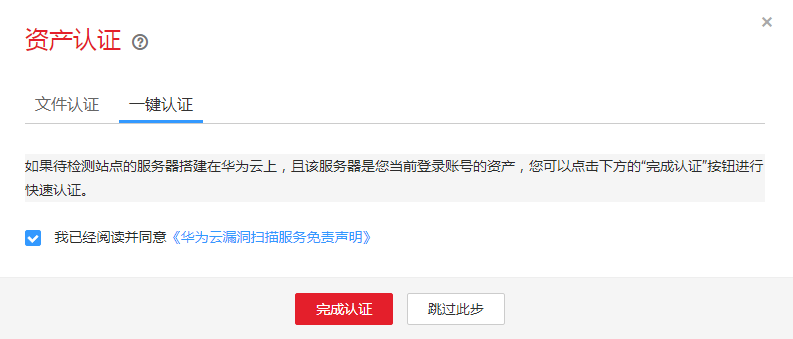 资产认证 ?
文件认证 一键认证
如果待检测站点的服务器搭建在华为云上，且该服务器是您当前登录账号的资产，您可以点击下方的“完成认证”按钮进行
快速认证。
我已经阅读并同意《华为云漏洞扫描服务免责声明》
完成认证 跳过此步